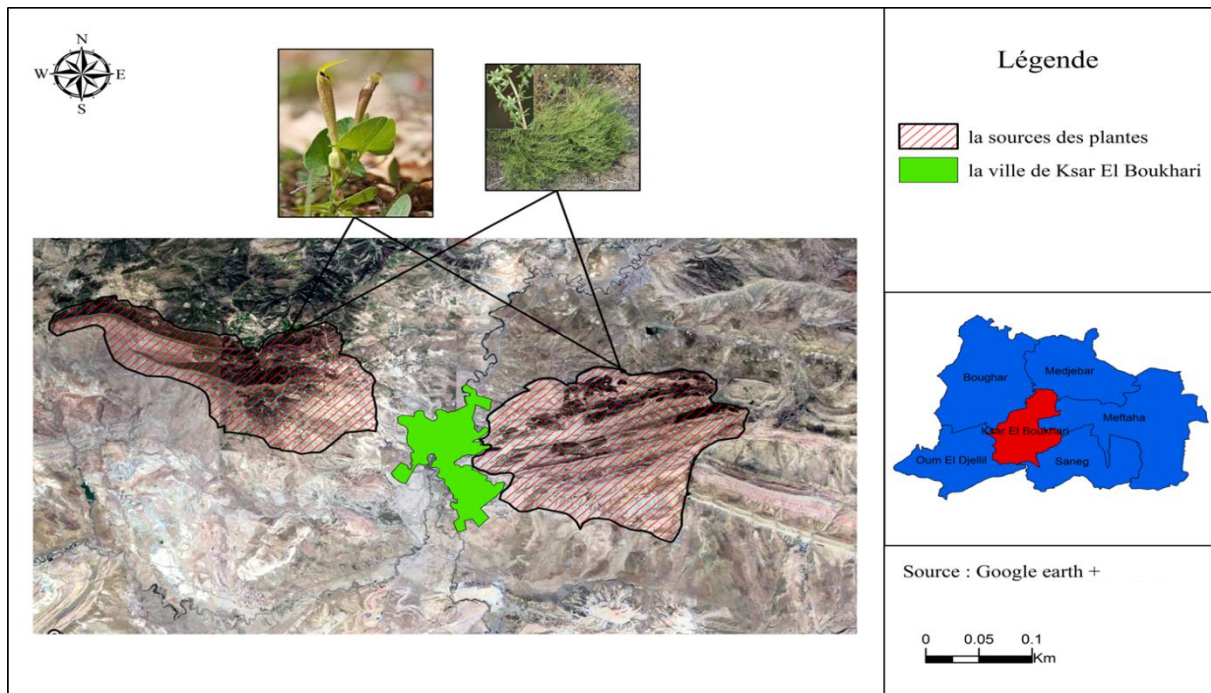 N
W E
S
Légende
la sources des plantes
la ville de Ksar El Boukhari
Boughar
Medjebar
Meftaha
Ksar El Boukhari
Oum El Djellil
Saneg
Source : Google earth +
0 0.05 0.1
Km